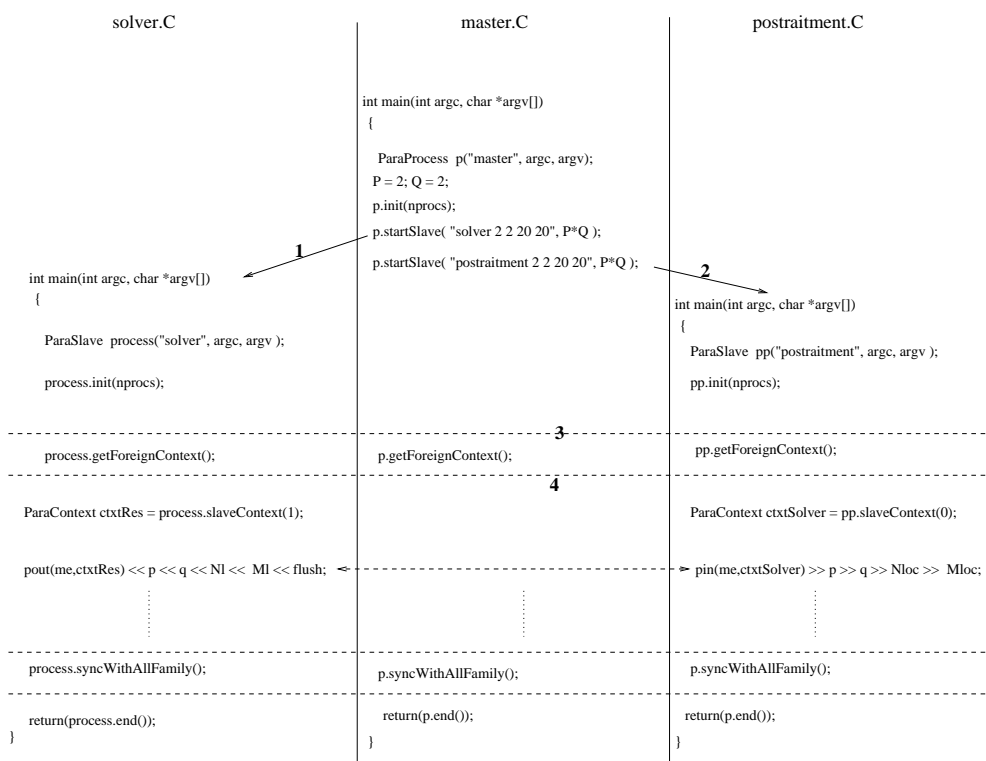 solver.C
master.C
postraitment.C
int main(int argc, char *argv[])
{
ParaProcess p("master", argc, argv);
P = 2; Q = 2;
p.init(nprocs);
p.startSlave( "solver 2 2 20 20", P*Q );
1
p.startSlave( "postraitment 2 2 20 20", P*Q );
2
int main(int argc, char *argv[])
{
ParaSlave process("solver", argc, argv );
process.init(nprocs);
int main(int argc, char *argv[])
{
ParaSlave pp("postraitment", argc, argv );
pp.init(nprocs);
3
process.getForeignContext();
p.getForeignContext();
pp.getForeignContext();
4
ParaContext ctxtRes = process.slaveContext(1);
ParaContext ctxtSolver = pp.slaveContext(0);
pout(me,ctxtRes) << p << q << Nl << Ml << flush;
pin(me,ctxtSolver) >> p >> q >> Nloc >> Mloc;
process.syncWithAllFamily();
p.syncWithAllFamily();
p.syncWithAllFamily();
return(process.end());
return(p.end());
return(p.end());
}
}
}